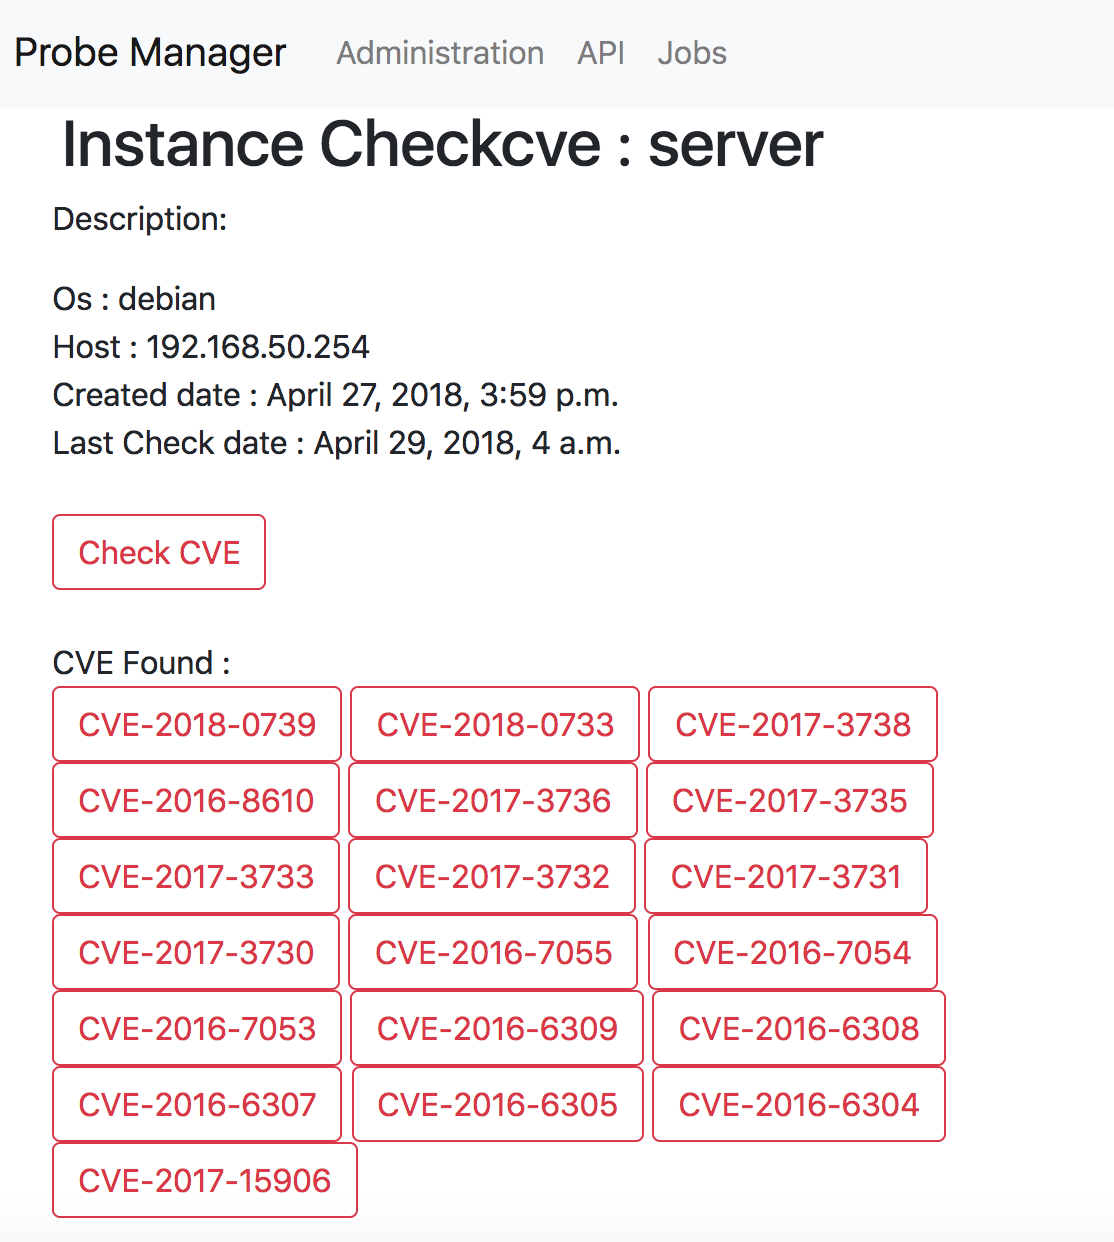 Probe Manager Administration API Jobs
Instance Checkcve : server
Description:
Os : debian
Host : 192.168.50.254
Created date : April 27, 2018, 3:59 p.m.
Last Check date : April 29, 2018, 4 a.m.
Check CVE
CVE Found :
CVE-2018-0739 CVE-2018-0733 CVE-2017-3738
CVE-2016-8610 CVE-2017-3736 CVE-2017-3735
CVE-2017-3733 CVE-2017-3732 CVE-2017-3731
CVE-2017-3730 CVE-2016-7055 CVE-2016-7054
CVE-2016-7053 CVE-2016-6309 CVE-2016-6308
CVE-2016-6307 CVE-2016-6305 CVE-2016-6304
CVE-2017-15906